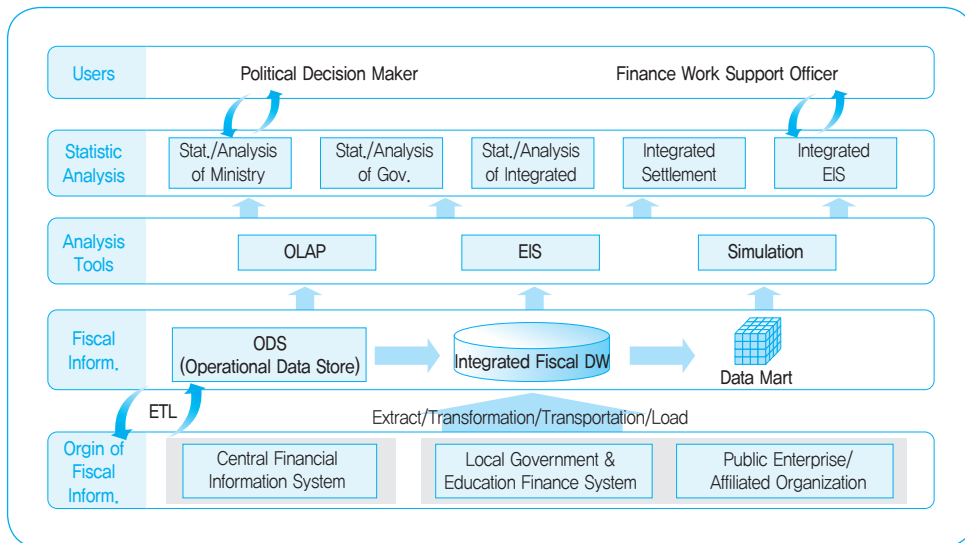 Users
Political Decision Maker
Finance Work Support Officer
Statistic
Analysis
Stat./Analysis
of Ministry
Stat./Analysis
of Gov.
Stat./Analysis
of Integrated
Integrated
Settlement
Integrated
EIS
Analysis
Tools
OLAP
EIS
Simulation
Fiscal
Inform.
ODS
(Operational Data Store)
Integrated Fiscal DW
Data Mart
ETL
Extract/Transformation/Transportation/Load
Orgin of
Fiscal
Inform.
Central Financial
Information System
Local Government &
Education Finance System
Public Enterprise/
Affiliated Organization